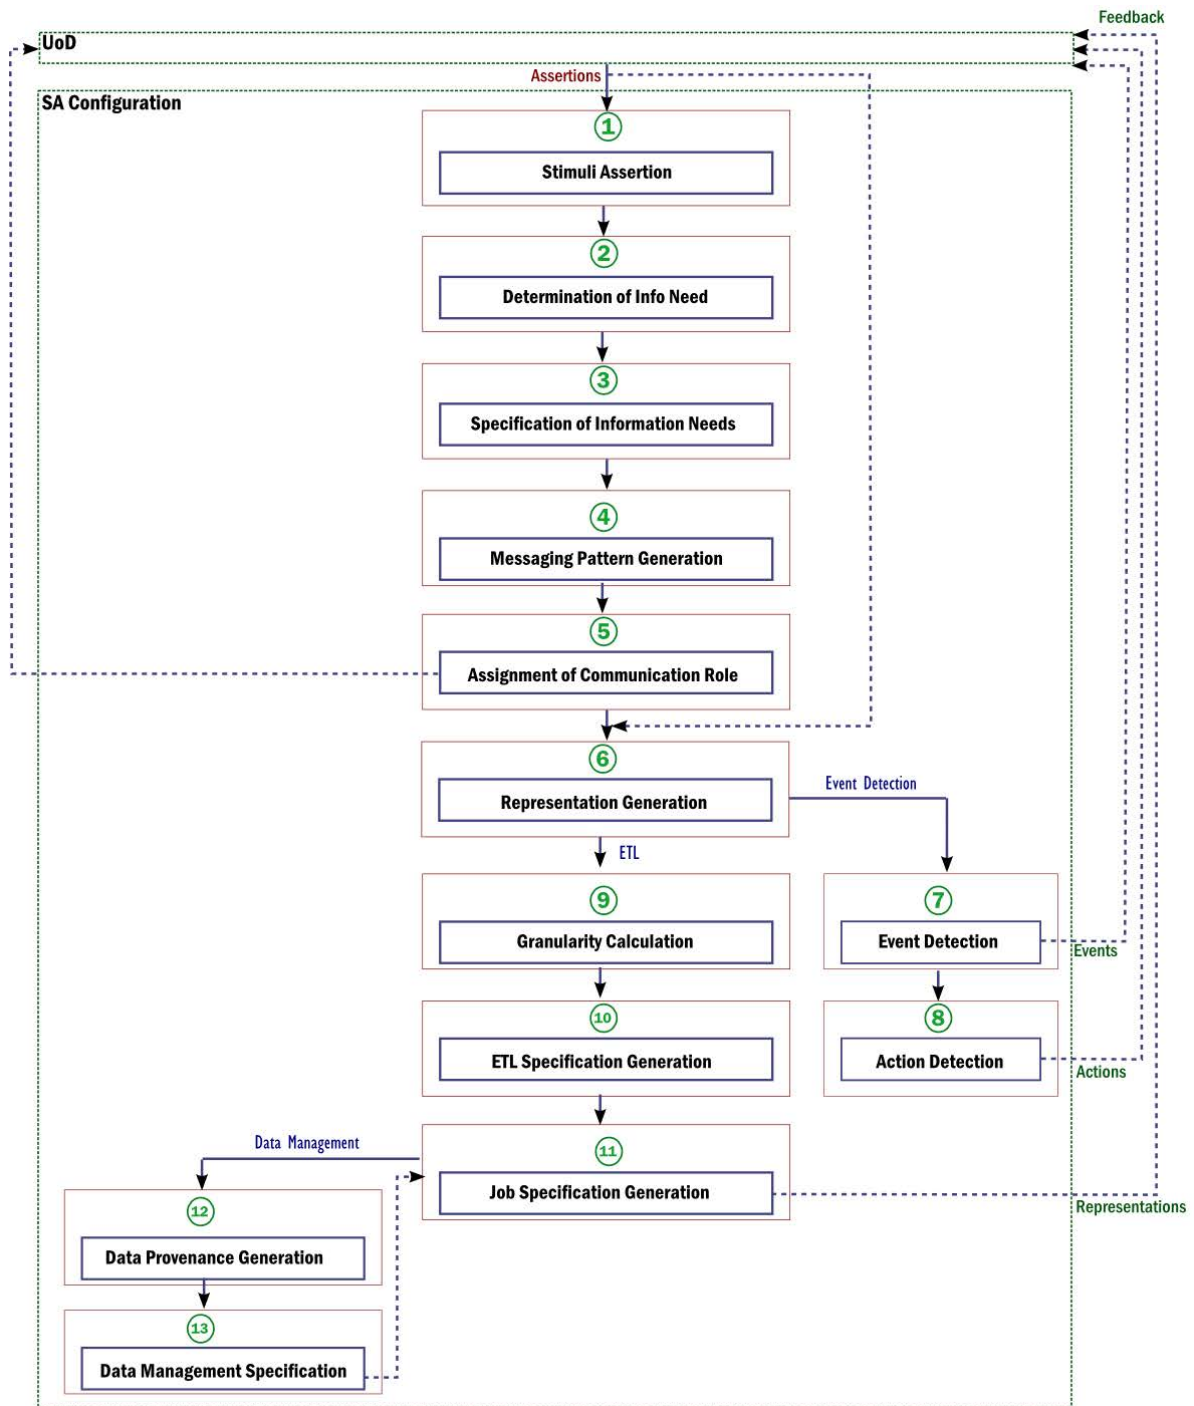 Feedback
UoD
Assertions
SA Configuration
1
Stimuli Assertion
2
Determination of Info Need
3
Specification of Information Needs
4
Messaging Pattern Generation
5
Assignment of Communication Role
6
Representation Generation
Event Detection
ETL
9
Granularity Calculation
7
Event Detection
Events
10
ETL Specification Generation
8
Action Detection
Actions
11
Job Specification Generation
Representations
Data Management
12
Data Provenance Generation
13
Data Management Specification